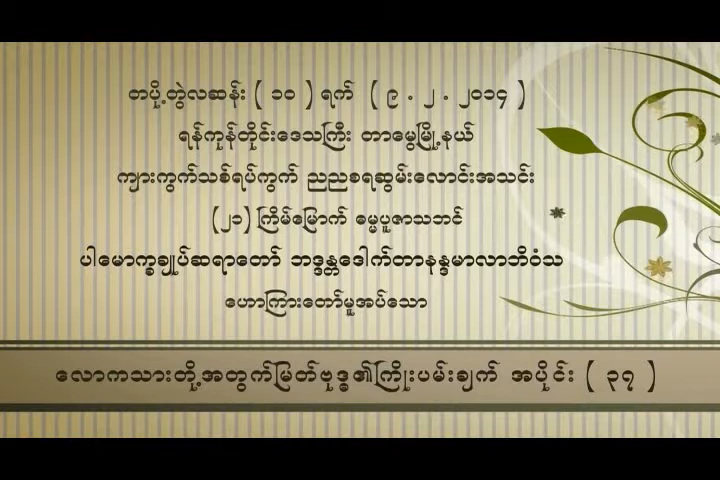 တပို့တွဲလဆန်း ( ၁၀ ) ရက် ( ၉ . ၂ . ၂၀၁၄ )
ရန်ကုန်တိုင်းဒေသကြီး တာမွေမြို့နယ်
ကျားကွက်သစ်ရပ်ကွက် ညညစရဆွမ်းလောင်းအသင်း
(၂၁) ကြိမ်မြောက် ဓမ္မပူဇာသဘင်
ပါမောက္ခချုပ်ဆရာတော် ဘဒ္ဒန္တဒေါက်တာနန္ဒမာလာဘိဝံသ
ဟောကြားတော်မူအပ်သော
လောကသားတို့အတွက်မြတ်ဗုဒ္ဓ၏ကြိုးပမ်းချက် အပိုင်း ( ၃၇ )